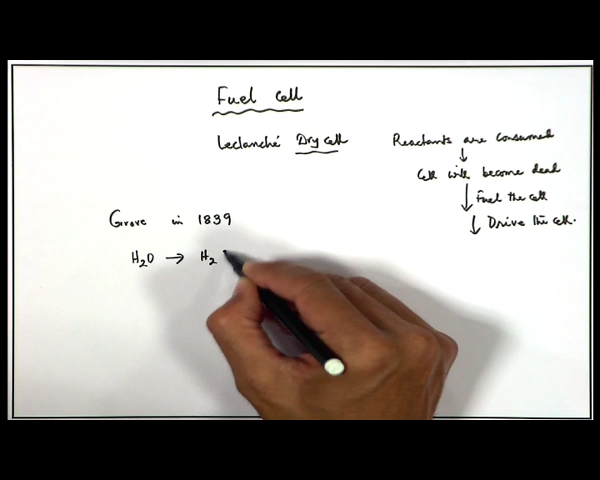 Fuel Cell
Leclanché Dry cell
Reactants are consumed
↓
Cell will become dead
↓ Fuel the cell
↓ Drive the cell.
Grove in 1839
H₂O → H₂